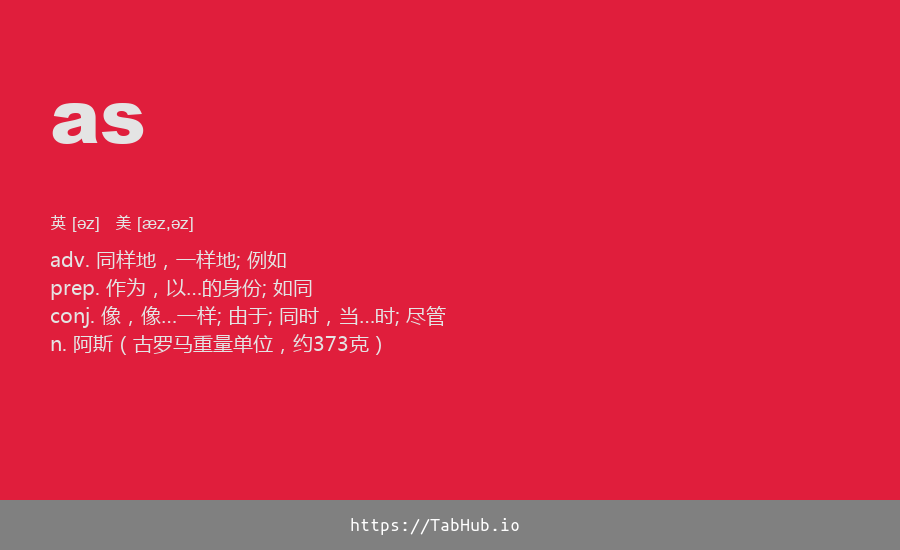 as
英 [əz] 美 [æz,əz]
adv. 同样地，一样地; 例如
prep. 作为，以...的身份; 如同
conj. 像，像...一样; 由于; 同时，当...时; 尽管
n. 阿斯（古罗马重量单位，约373克）
https://TabHub.io